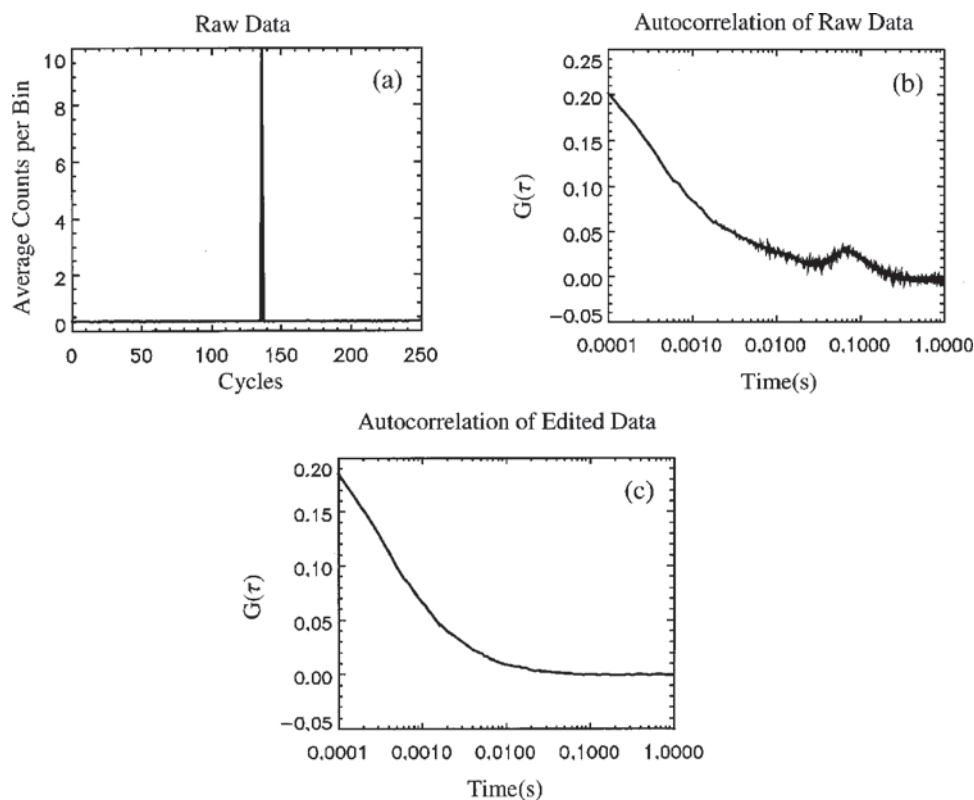 Raw Data
Average Counts per Bin
10
8
6
4
2
0
(a)
0 50 100 150 200 250
Cycles
Autocorrelation of Raw Data
G(τ)
0.25
0.20
0.15
0.10
0.05
0.00
−0.05
(b)
0.0001 0.0010 0.0100 0.1000 1.0000
Time(s)
Autocorrelation of Edited Data
G(τ)
0.20
0.15
0.10
0.05
0.00
−0.05
(c)
0.0001 0.0010 0.0100 0.1000 1.0000
Time(s)